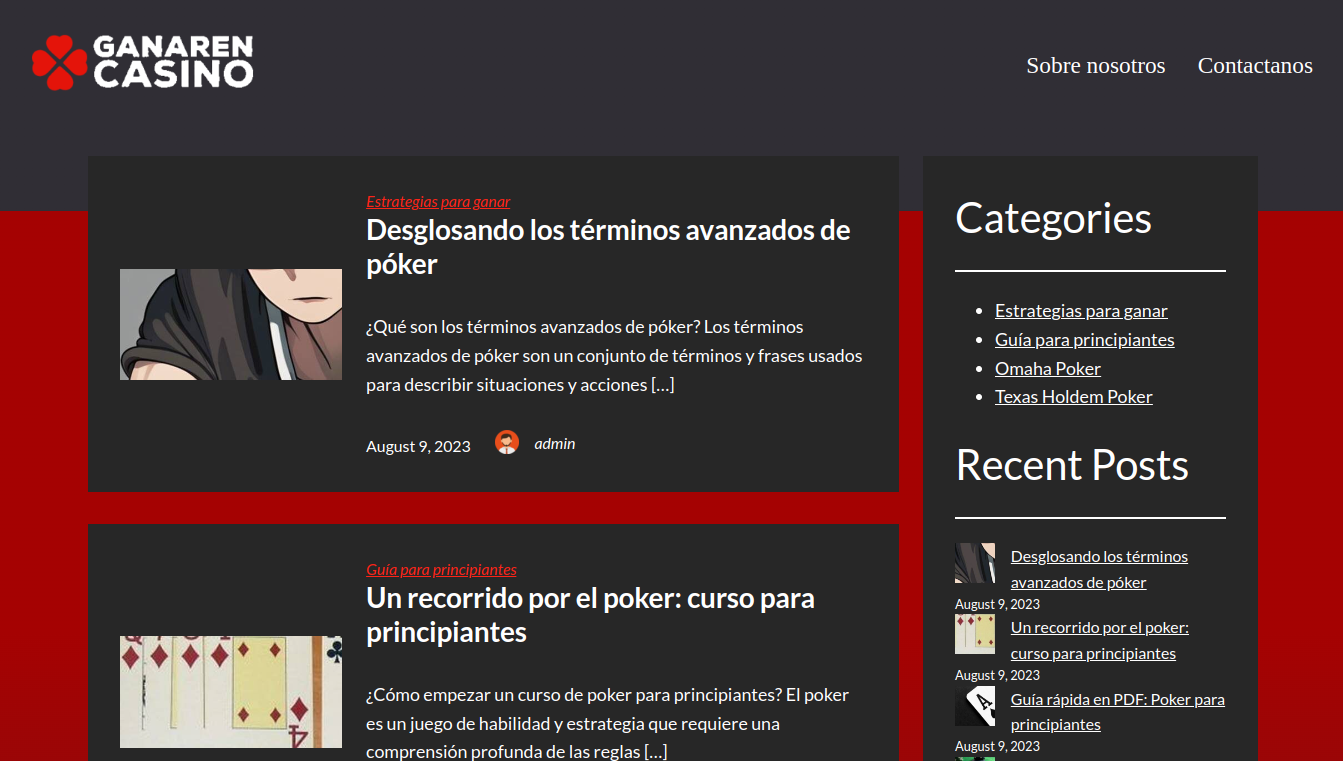 GANAREN
CASINO
Sobre nosotros
Contactanos
Estrategias para ganar
Desglosando los términos avanzados de
póker
¿Qué son los términos avanzados de póker? Los términos
avanzados de póker son un conjunto de términos y frases usados
para describir situaciones y acciones […]
August 9, 2023
admin
Guía para principiantes
Un recorrido por el poker: curso para
principiantes
¿Cómo empezar un curso de poker para principiantes? El poker
es un juego de habilidad y estrategia que requiere una
comprensión profunda de las reglas […]
4
Categories
Estrategias para ganar
Guía para principiantes
Omaha Poker
Texas Holdem Poker
Recent Posts
Desglosando los términos
avanzados de póker
August 9, 2023
Un recorrido por el poker:
curso para principiantes
August 9, 2023
A
Guía rápida en PDF: Poker para
principiantes
August 9, 2023